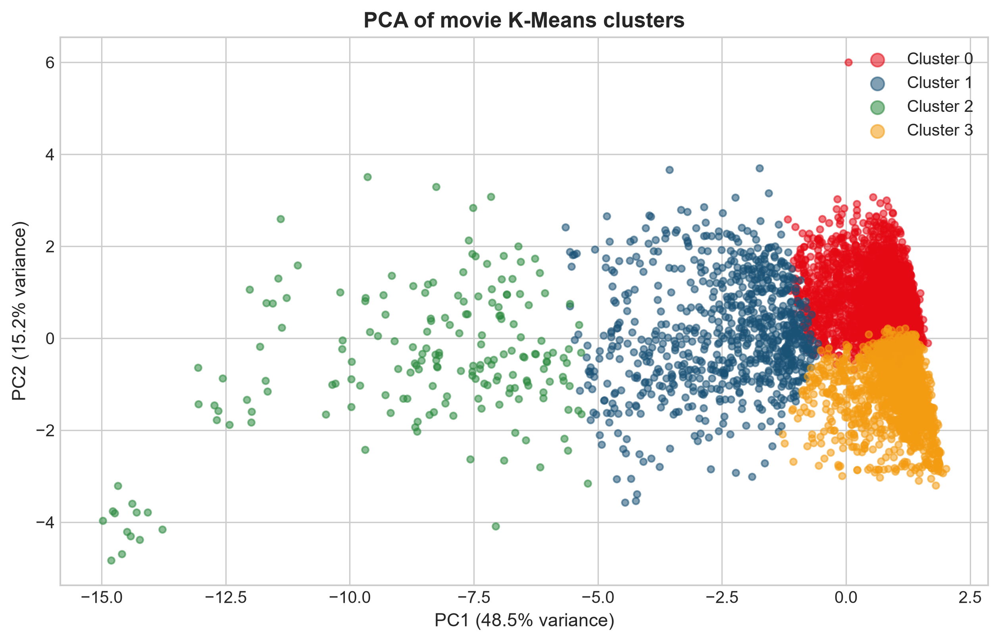 PCA of movie K-Means clusters
Cluster 0
Cluster 1
Cluster 2
Cluster 3
PC2 (15.2% variance)
6
4
2
0
−2
−4
−15.0
−12.5
−10.0
−7.5
−5.0
−2.5
0.0
2.5
PC1 (48.5% variance)